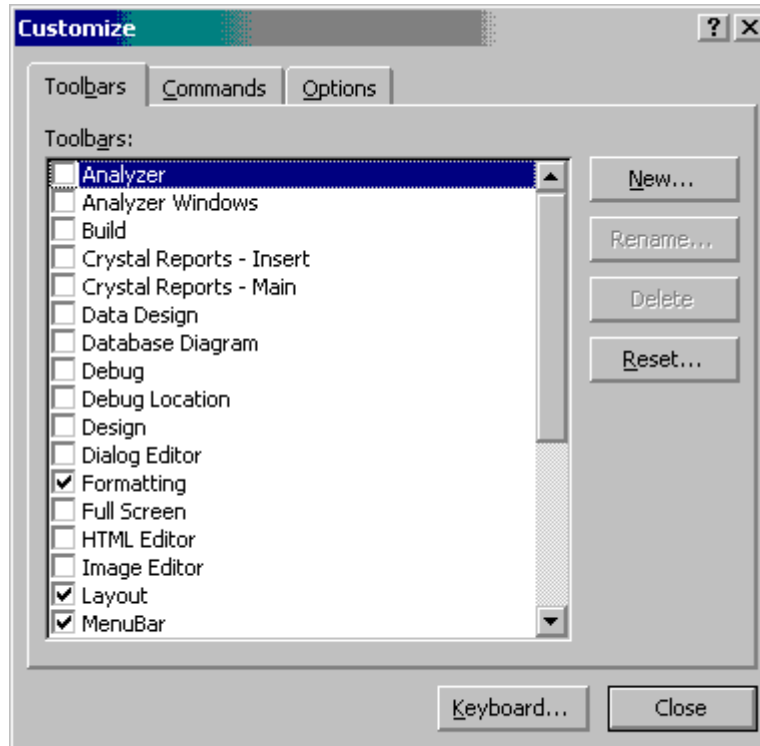 Customize
Toolbars Commands Options
Toolbars:
Analyzer
Analyzer Windows
Build
Crystal Reports - Insert
Crystal Reports - Main
Data Design
Database Diagram
Debug
Debug Location
Design
Dialog Editor
Formatting
Full Screen
HTML Editor
Image Editor
Layout
MenuBar
New...
Rename...
Delete
Reset...
Keyboard... Close